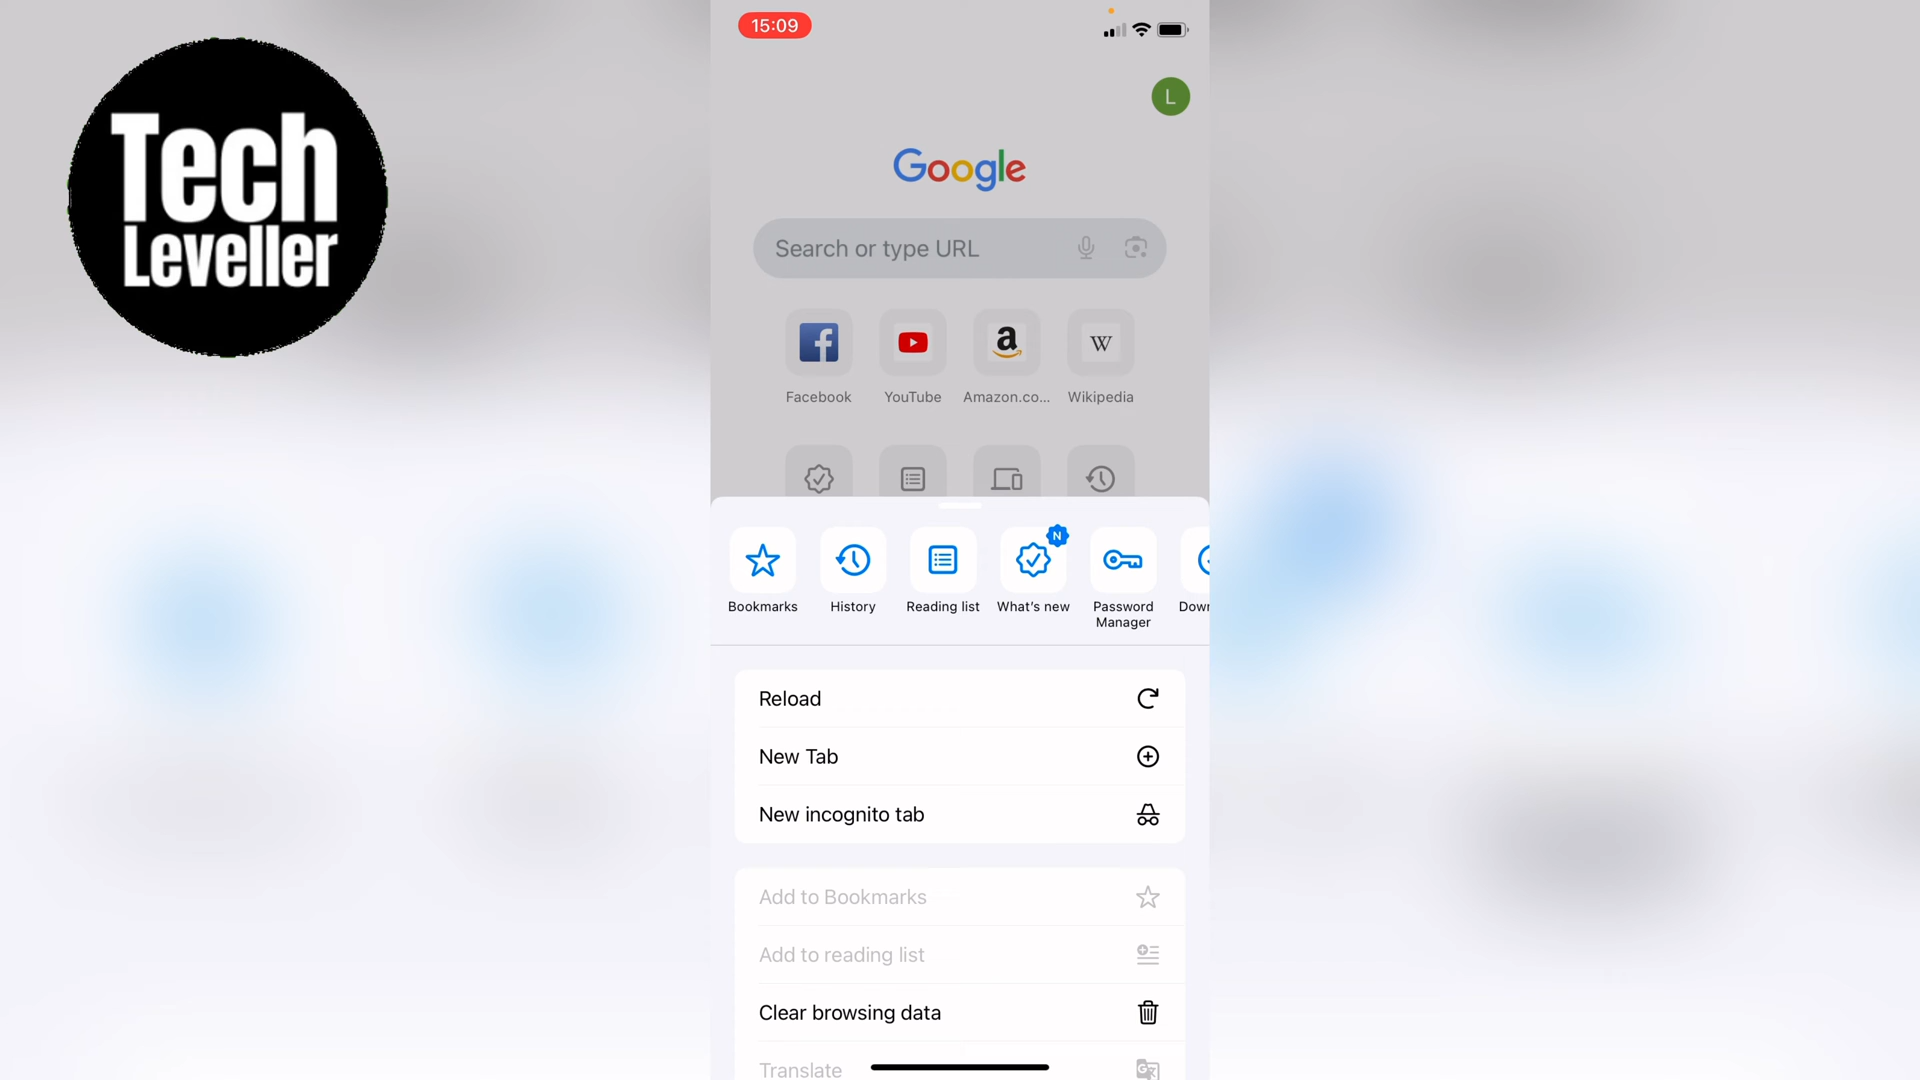 Tech
Leveller
15:09
L
Google
Search or type URL
Facebook
YouTube
Amazon.co...
Wikipedia
N
Bookmarks
History
Reading list
What's new
Password
Manager
Reload
New Tab
New incognito tab
Add to Bookmarks
Add to reading list
Clear browsing data
Translate